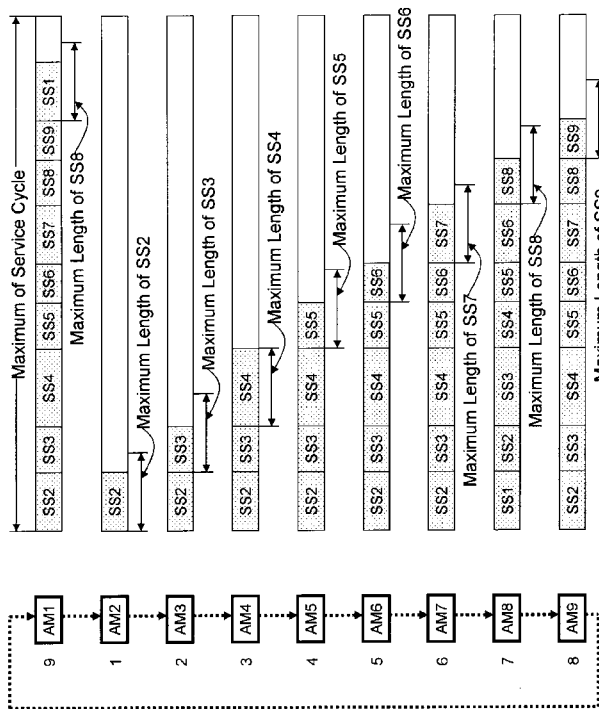 Maximum of Service Cycle
9 AM1 SS2 SS3 SS4 SS5 SS6 SS7 SS8 SS9 SS1
Maximum Length of SS8
1 AM2 SS2
Maximum Length of SS2
2 AM3 SS2 SS3
Maximum Length of SS3
3 AM4 SS2 SS3 SS4
Maximum Length of SS4
4 AM5 SS2 SS3 SS4 SS5
Maximum Length of SS5
5 AM6 SS2 SS3 SS4 SS5 SS6
Maximum Length of SS6
6 AM7 SS2 SS3 SS4 SS5 SS6 SS7
Maximum Length of SS7
7 AM8 SS1 SS2 SS3 SS4 SS5 SS6 SS8
Maximum Length of SS8
8 AM9 SS2 SS3 SS4 SS5 SS6 SS7 SS8 SS9
Maximum Length of